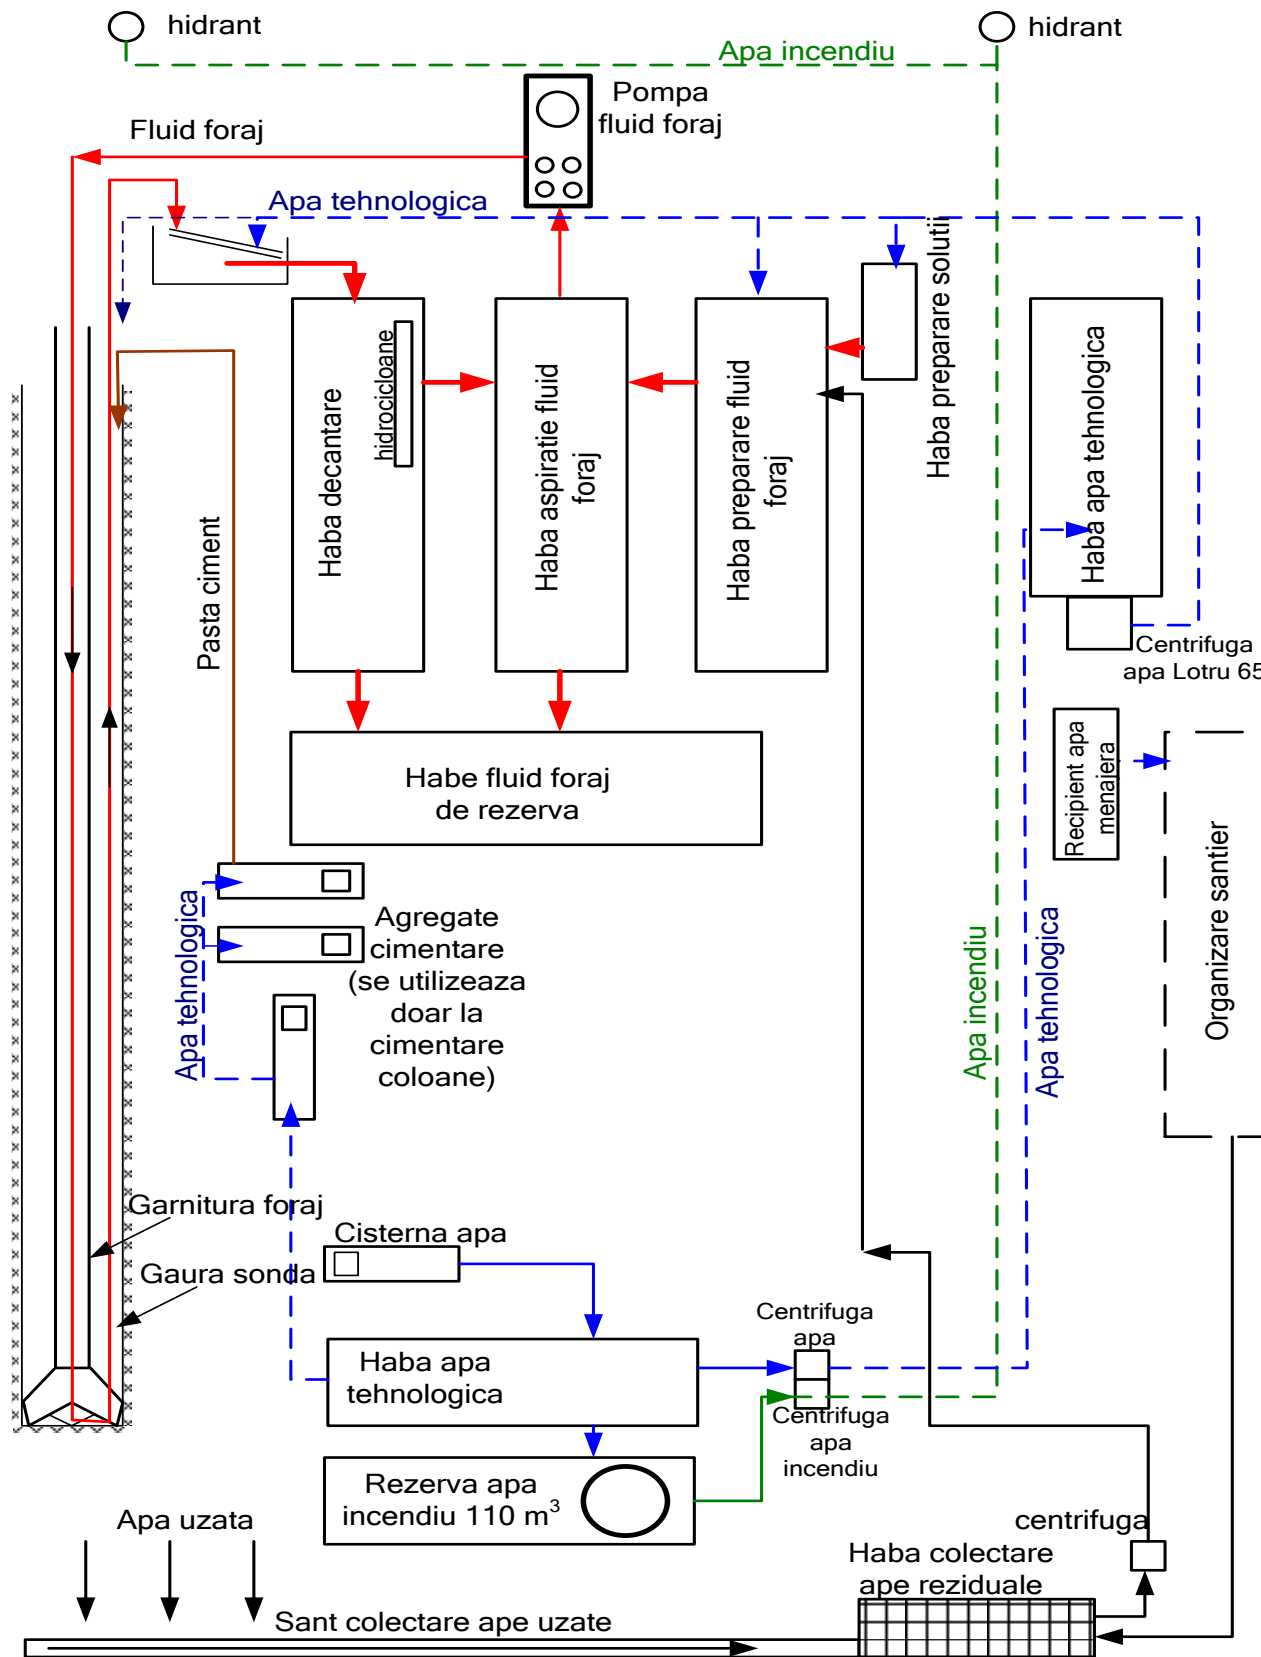 hidrant
hidrant
Apa incendiu
Pompa
fluid foraj
Fluid foraj
Apa tehnologica
Haba preparare solutii
hidrocicloane
Haba decantare
Haba aspiratie fluid
foraj
Haba preparare fluid
foraj
Haba apa tehnologica
Pasta ciment
Centrifuga
apa Lotru 65
Recipient apa
menajera
Habe fluid foraj
de rezerva
Organizare santier
Apa tehnologica
Agregate
cimentare
(se utilizeaza
doar la
cimentare
coloane)
Apa incendiu
Apa tehnologica
Garnitura foraj
Cisterna apa
Gaura sonda
Centrifuga
apa
Haba apa
tehnologica
Centrifuga
apa
incendiu
Rezerva apa
incendiu 110 m³
Apa uzata
centrifuga
Haba colectare
ape reziduale
Sant colectare ape uzate